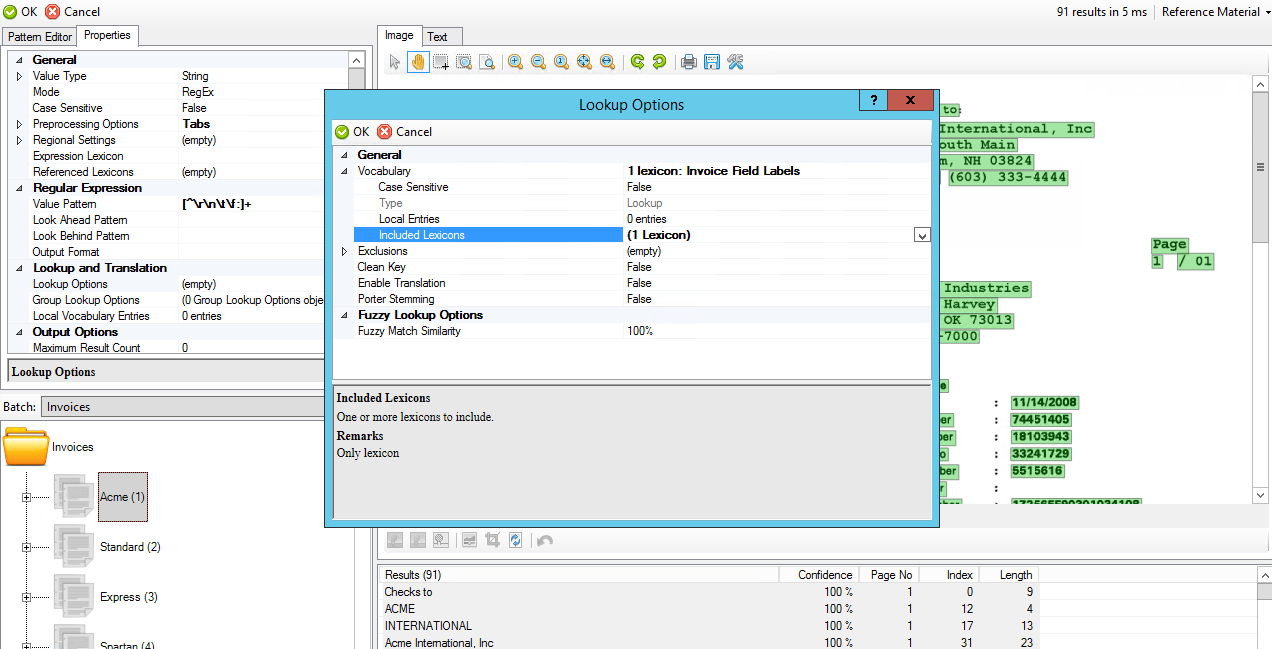 OK Cancel 91 results in 5 ms Reference Material
Pattern Editor Properties
General
Value Type String
Mode RegEx
Case Sensitive False
Preprocessing Options Tabs
Regional Settings (empty)
Expression Lexicon
Referenced Lexicons (empty)
Regular Expression
Value Pattern [^\r\n\t\f:]+
Look Ahead Pattern
Look Behind Pattern
Output Format
Lookup and Translation
Lookup Options (empty)
Group Lookup Options (0 Group Lookup Options obje
Local Vocabulary Entries 0 entries
Output Options
Maximum Result Count 0
Lookup Options
Batch: Invoices
Invoices
Acme (1)
Standard (2)
Express (3)
Spartan (4)
Image Text
Lookup Options
? X
OK Cancel
General
Vocabulary 1 lexicon: Invoice Field Labels
Case Sensitive False
Type Lookup
Local Entries 0 entries
Included Lexicons (1 Lexicon)
Exclusions (empty)
Clean Key False
Enable Translation False
Porter Stemming False
Fuzzy Lookup Options
Fuzzy Match Similarity 100%
Included Lexicons
One or more lexicons to include.
Remarks
Only lexicon
to:
International, Inc
outh Main
m, NH 03824
(603) 333-4444
Page
1 / 01
Industries
Harvey
OK 73013
-7000
e
: 11/14/2008
er : 74451405
ber : 18103943
o : 33241729
ber : 5515616
r :
Results (91) Confidence Page No Index Length
Checks to 100 % 1 0 9
ACME 100 % 1 12 4
INTERNATIONAL 100 % 1 17 13
Acme International, Inc 100 % 1 31 23